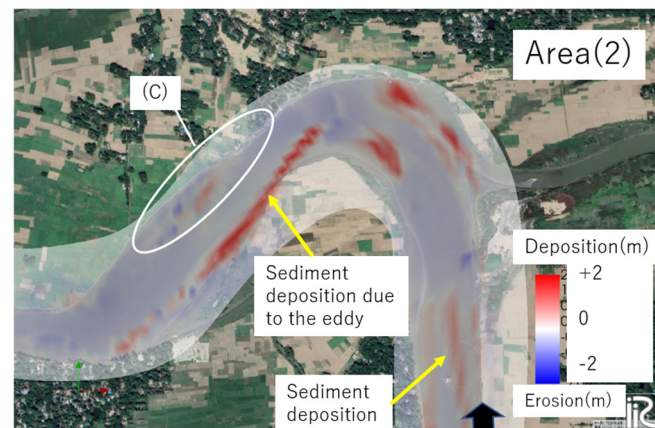 Area(2)
(C)
Sediment
deposition due
to the eddy
Sediment
deposition
Deposition(m)
+2
0
-2
Erosion(m)